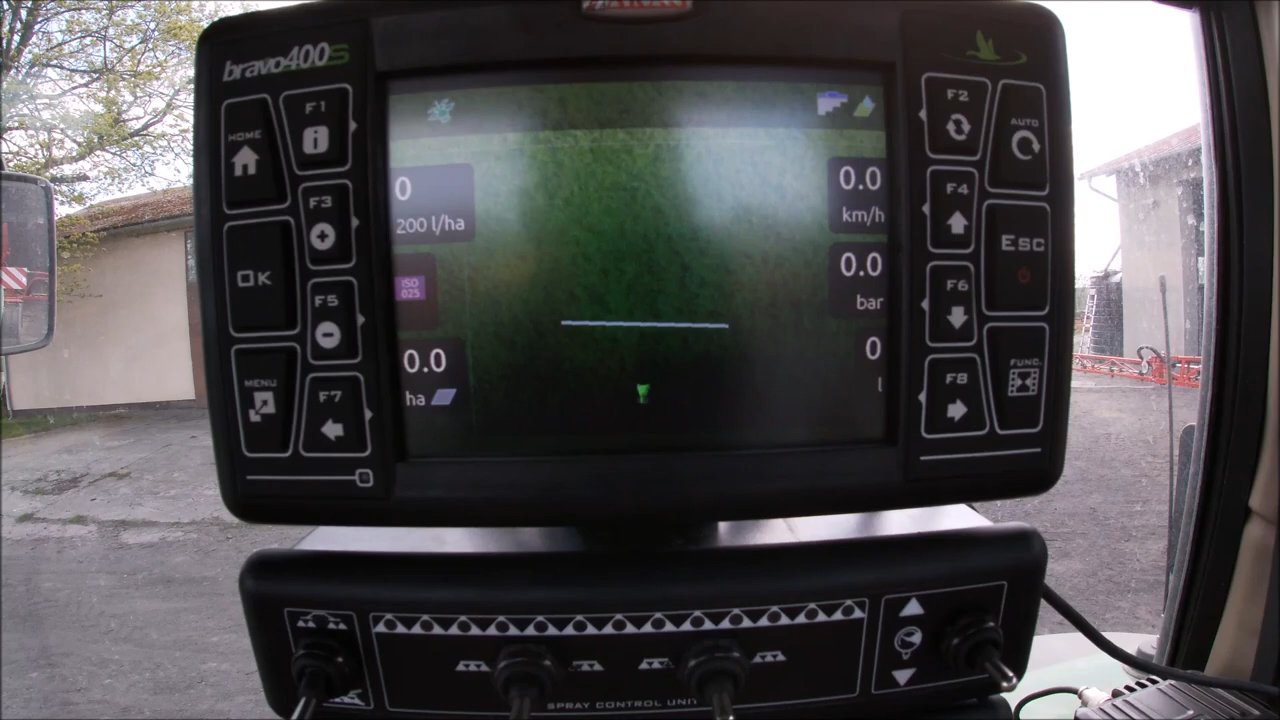 bravo400S
HOME
F1
F3
OK
F5
MENU
F7
0
200 l/ha
ISO
025
0.0
ha
0.0
km/h
0.0
bar
0
l
F2
AUTO
F4
ESC
F6
FUNC.
F8
SPRAY CONTROL UNIT